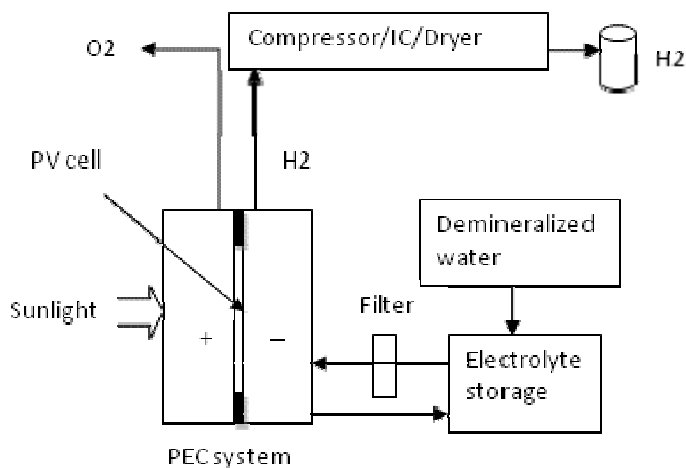 Compressor/IC/Dryer
O2
H2
PV cell
H2
Demineralized
water
Sunlight
Filter
+
–
Electrolyte
storage
PEC system